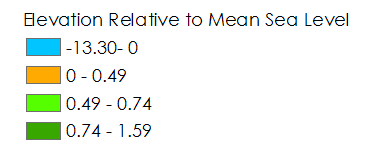 Elevation Relative to Mean Sea Level
-13.30- 0
0 - 0.49
0.49 - 0.74
0.74 - 1.59